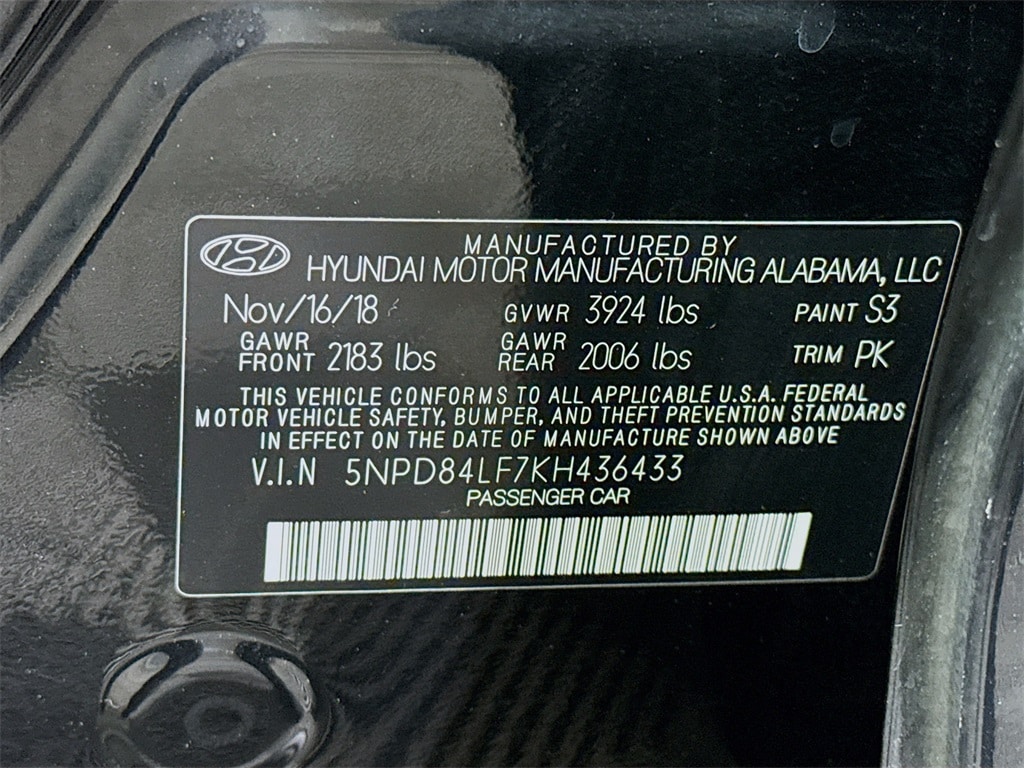 MANUFACTURED BY
HYUNDAI MOTOR MANUFACTURING ALABAMA, LLC
Nov/16/18 GVWR 3924 lbs PAINT S3
GAWR FRONT 2183 lbs GAWR REAR 2006 lbs TRIM PK
THIS VEHICLE CONFORMS TO ALL APPLICABLE U.S.A. FEDERAL
MOTOR VEHICLE SAFETY, BUMPER, AND THEFT PREVENTION STANDARDS
IN EFFECT ON THE DATE OF MANUFACTURE SHOWN ABOVE
V.I.N 5NPD84LF7KH436433
PASSENGER CAR